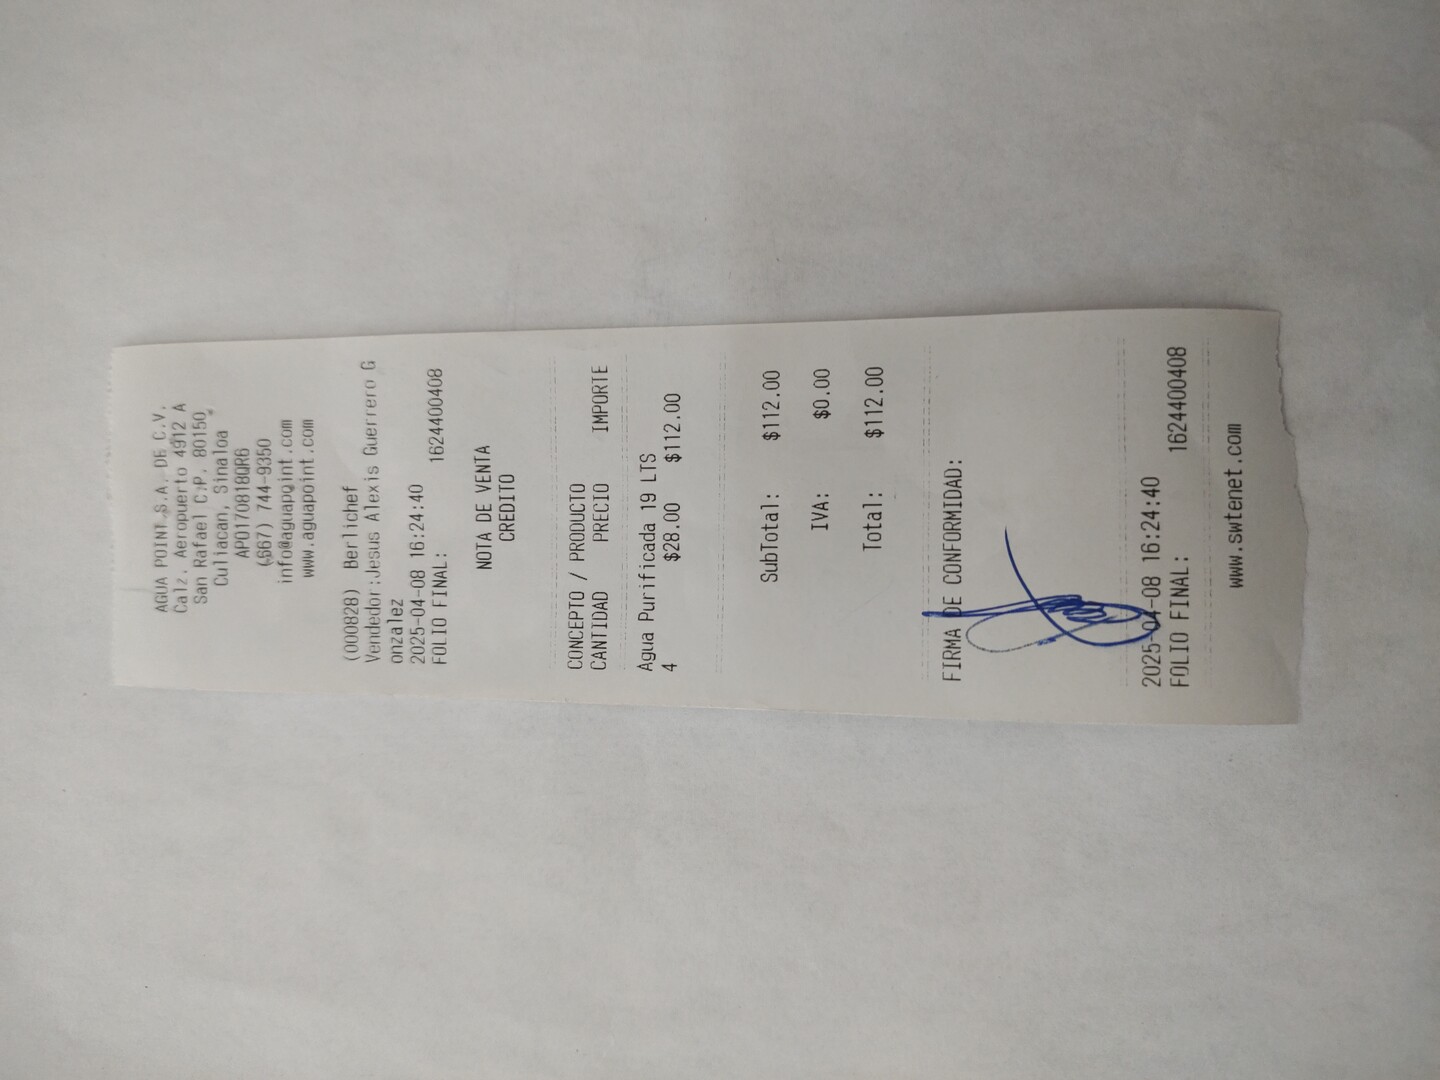 AGUA POINT S.A. DE C.V.
Calz. Aeropuerto 4912 A
San Rafael C.P. 80150
Culiacan, Sinaloa
APO170818QR6
(667) 744-9350
info@aguapoint.com
www.aguapoint.com
(000828) Berlichef
Vendedor:Jesus Alexis Guerrero G
onzalez
2025-04-08 16:24:40
FOLIO FINAL: 1624400408
NOTA DE VENTA
CREDITO
CONCEPTO / PRODUCTO
CANTIDAD PRECIO IMPORTE
Agua Purificada 19 LTS
4 $28.00 $112.00
SubTotal: $112.00
IVA: $0.00
Total: $112.00
FIRMA DE CONFORMIDAD:
2025-04-08 16:24:40
FOLIO FINAL: 1624400408
www.swtenet.com